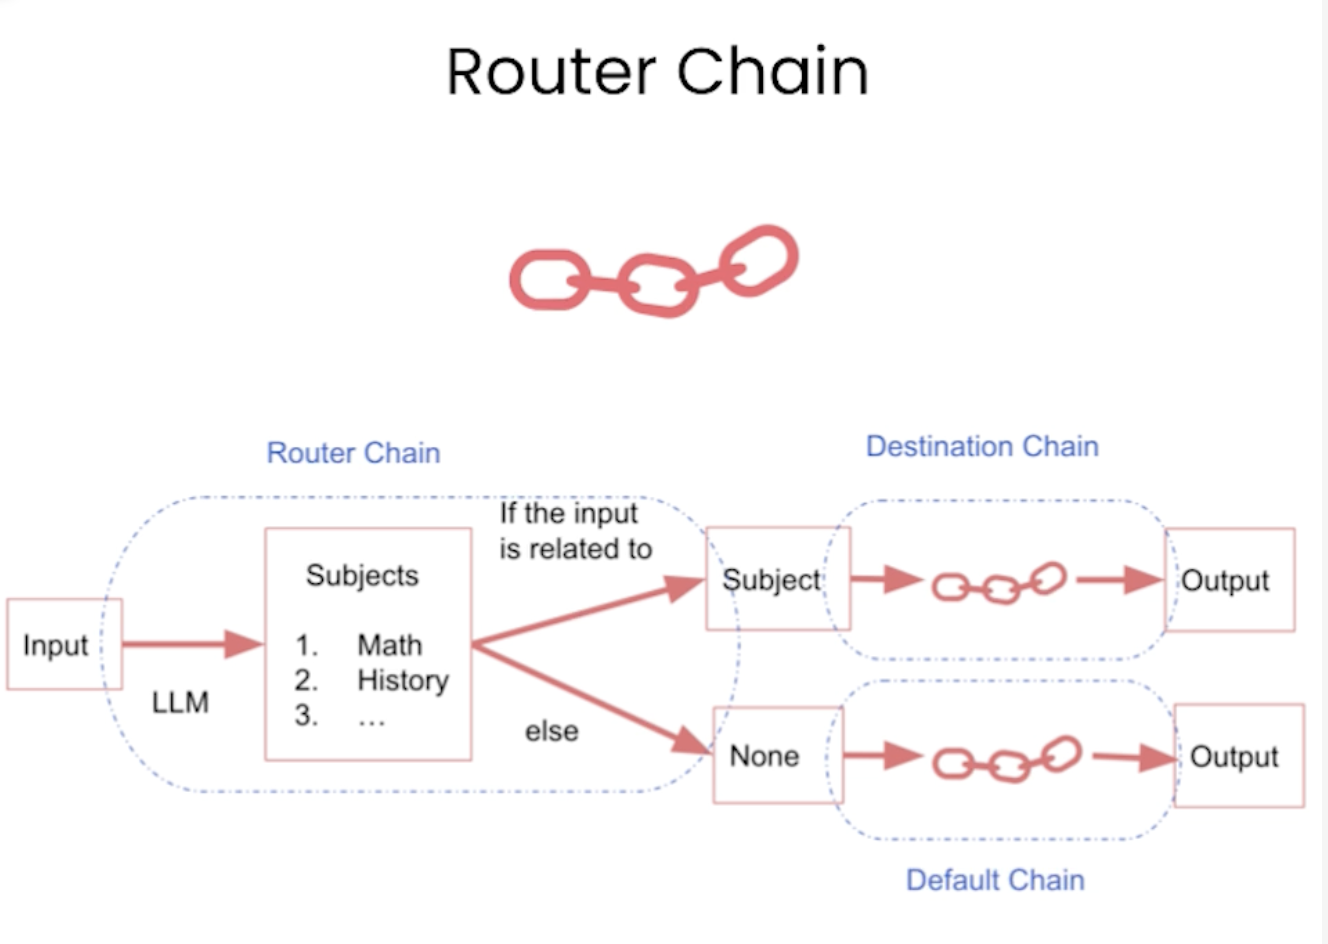 Router Chain
Router Chain
Destination Chain
If the input
is related to
Subjects
1. Math
2. History
3. ...
Input
LLM
else
Subject
Output
None
Output
Default Chain